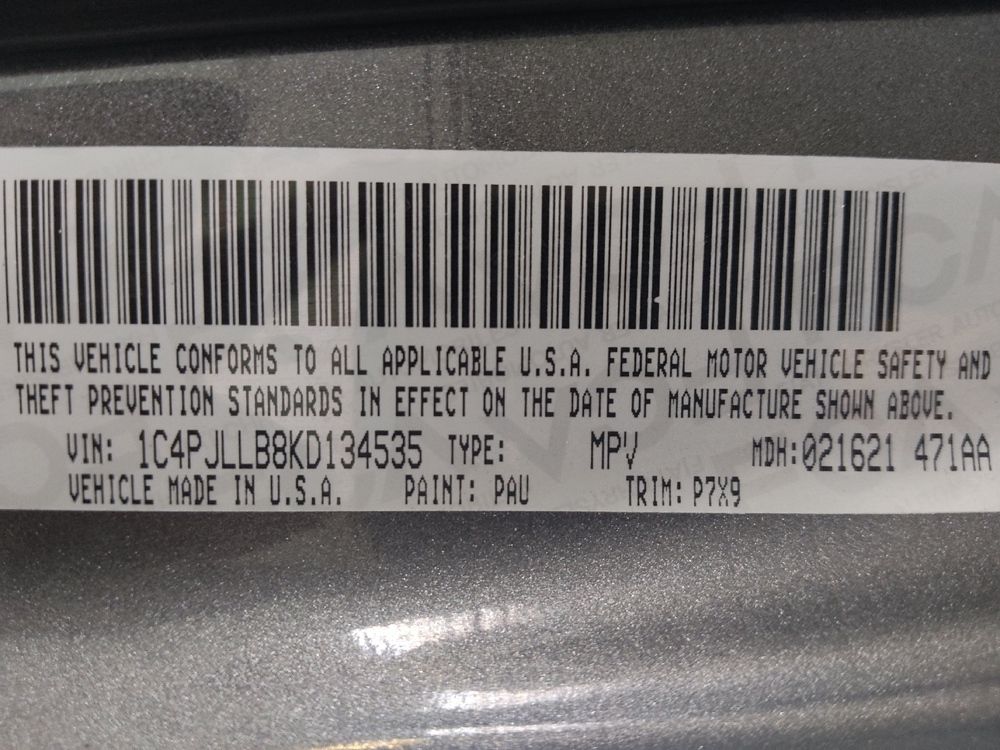 THIS VEHICLE CONFORMS TO ALL APPLICABLE U.S.A. FEDERAL MOTOR VEHICLE SAFETY AND
THEFT PREVENTION STANDARDS IN EFFECT ON THE DATE OF MANUFACTURE SHOWN ABOVE.
VIN: 1C4PJLLB8KD134535 TYPE: MPV MDH:021621 471AA
VEHICLE MADE IN U.S.A. PAINT: PAU TRIM: P7X9